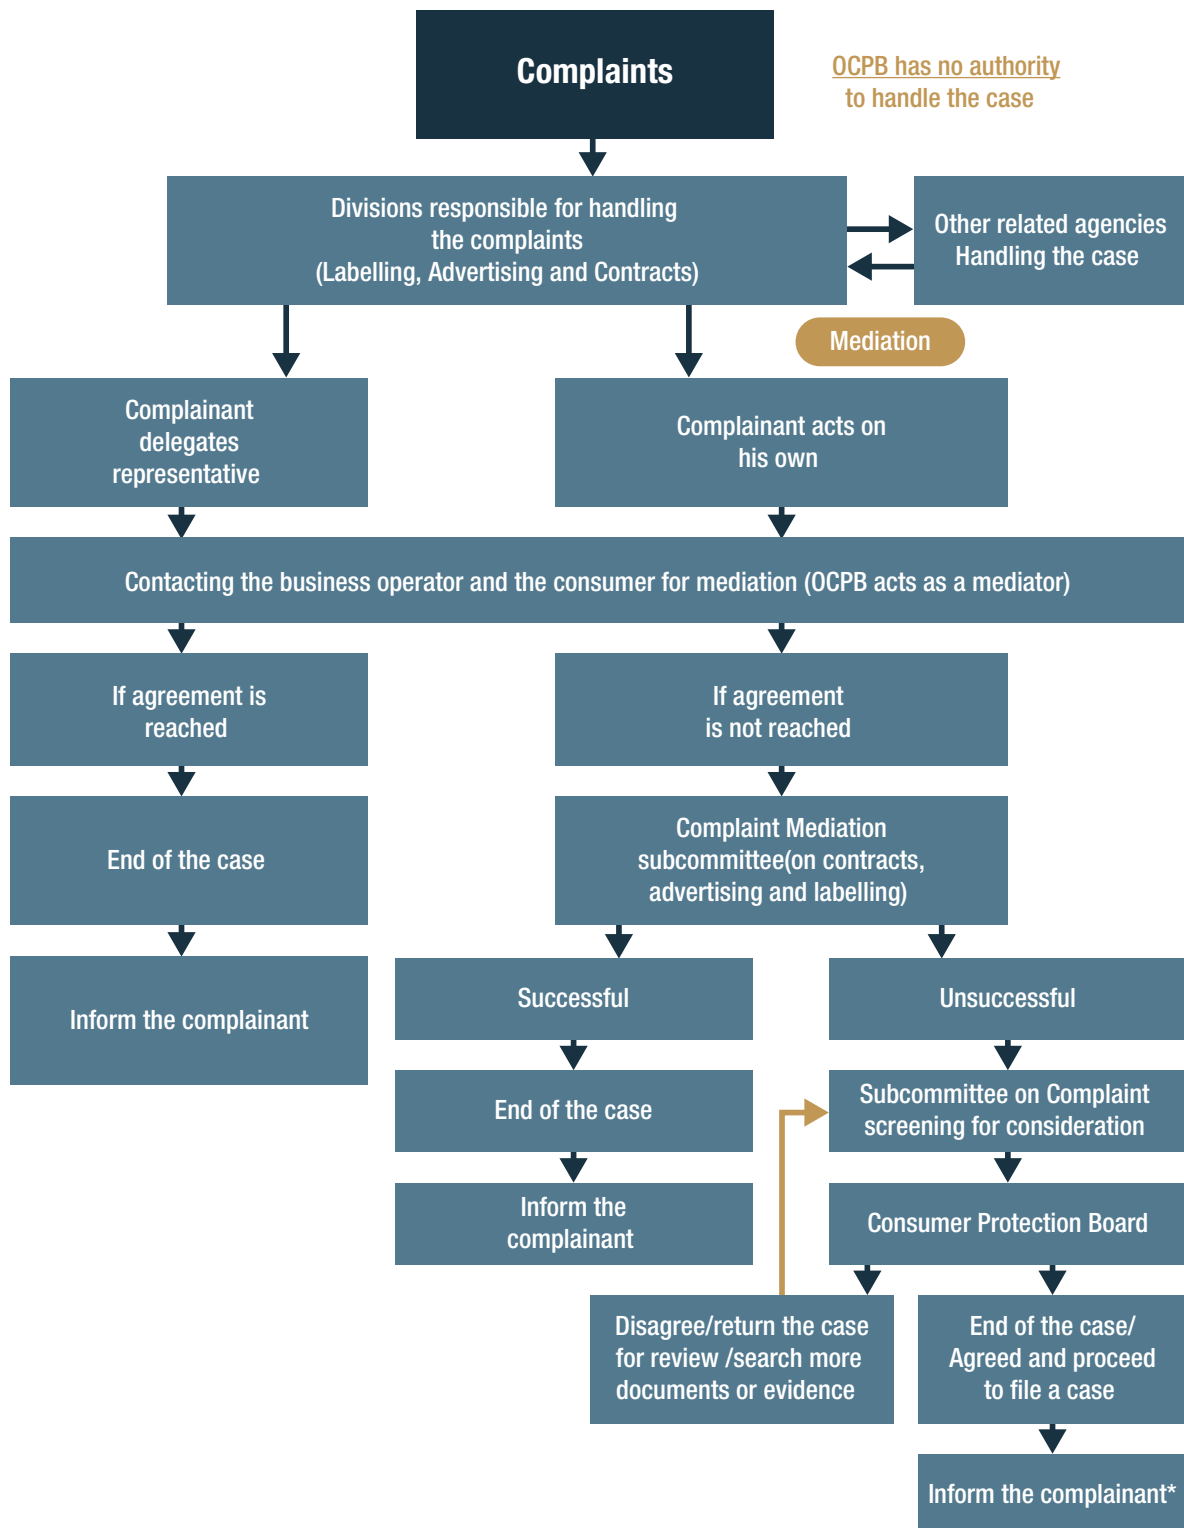 Complaints
OCPB has no authority
to handle the case
Divisions responsible for handling
the complaints
(Labelling, Advertising and Contracts)
Other related agencies
Handling the case
Mediation
Complainant
delegates
representative
Complainant acts on
his own
Contacting the business operator and the consumer for mediation (OCPB acts as a mediator)
If agreement is
reached
If agreement
is not reached
End of the case
Complaint Mediation
subcommittee(on contracts,
advertising and labelling)
Inform the complainant
Successful
Unsuccessful
End of the case
Subcommittee on Complaint
screening for consideration
Inform the
complainant
Consumer Protection Board
Disagree/return the case
for review /search more
documents or evidence
End of the case/
Agreed and proceed
to file a case
Inform the complainant*